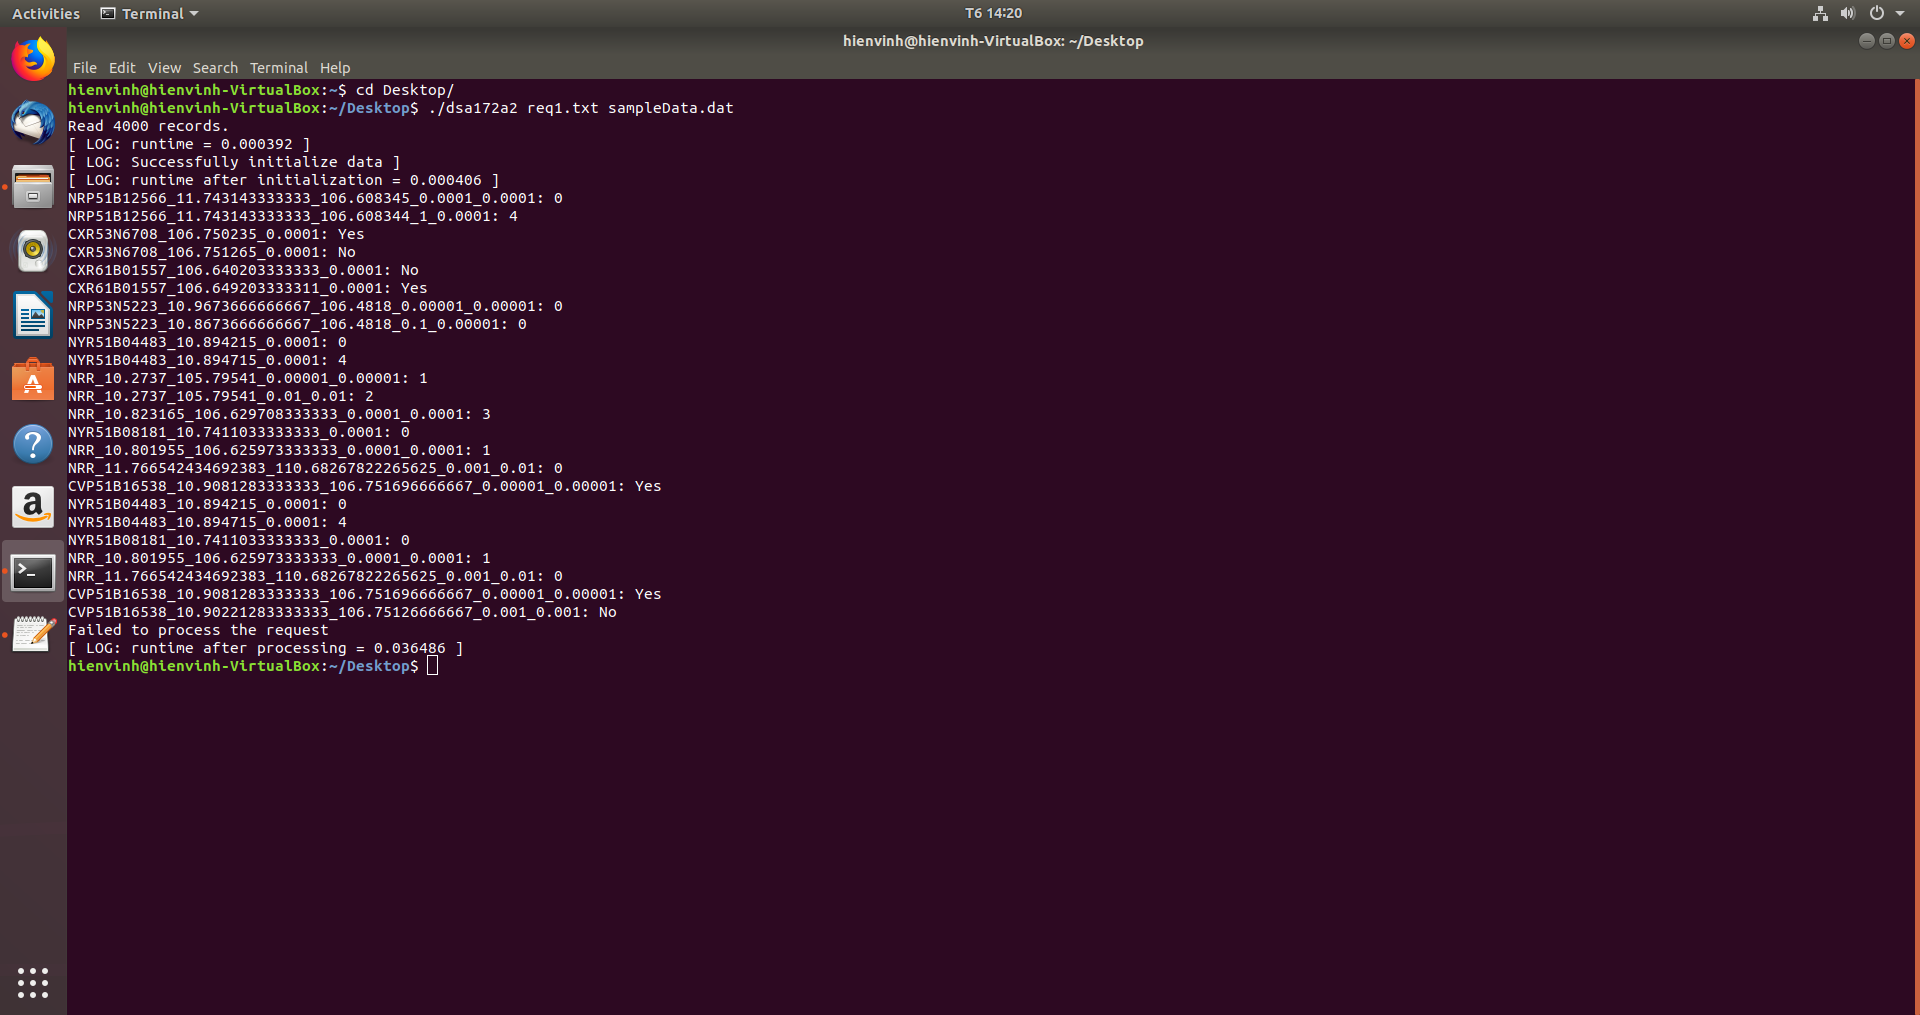 Activities Terminal T6 14:20
hienvinh@hienvinh-VirtualBox: ~/Desktop
File Edit View Search Terminal Help
hienvinh@hienvinh-VirtualBox:~$ cd Desktop/
hienvinh@hienvinh-VirtualBox:~/Desktop$ ./dsa172a2 req1.txt sampleData.dat
Read 4000 records.
[ LOG: runtime = 0.000392 ]
[ LOG: Successfully initialize data ]
[ LOG: runtime after initialization = 0.000406 ]
NRP51B12566_11.743143333333_106.608345_0.0001_0.0001: 0
NRP51B12566_11.743143333333_106.608344_1_0.0001: 4
CXR53N6708_106.750235_0.0001: Yes
CXR53N6708_106.751265_0.0001: No
CXR61B01557_106.640203333333_0.0001: No
CXR61B01557_106.649203333311_0.0001: Yes
NRP53N5223_10.9673666666667_106.4818_0.00001_0.00001: 0
NRP53N5223_10.8673666666667_106.4818_0.1_0.00001: 0
NYR51B04483_10.894215_0.0001: 0
NYR51B04483_10.894715_0.0001: 4
NRR_10.2737_105.79541_0.00001_0.00001: 1
NRR_10.2737_105.79541_0.01_0.01: 2
NRR_10.823165_106.629708333333_0.0001_0.0001: 3
NYR51B08181_10.7411033333333_0.0001: 0
NRR_10.801955_106.625973333333_0.0001_0.0001: 1
NRR_11.766542434692383_110.68267822265625_0.001_0.01: 0
CVP51B16538_10.9081283333333_106.751696666667_0.00001_0.00001: Yes
NYR51B04483_10.894215_0.0001: 0
NYR51B04483_10.894715_0.0001: 4
NYR51B08181_10.7411033333333_0.0001: 0
NRR_10.801955_106.625973333333_0.0001_0.0001: 1
NRR_11.766542434692383_110.68267822265625_0.001_0.01: 0
CVP51B16538_10.9081283333333_106.751696666667_0.00001_0.00001: Yes
CVP51B16538_10.90221283333333_106.75126666667_0.001_0.001: No
Failed to process the request
[ LOG: runtime after processing = 0.036486 ]
hienvinh@hienvinh-VirtualBox:~/Desktop$